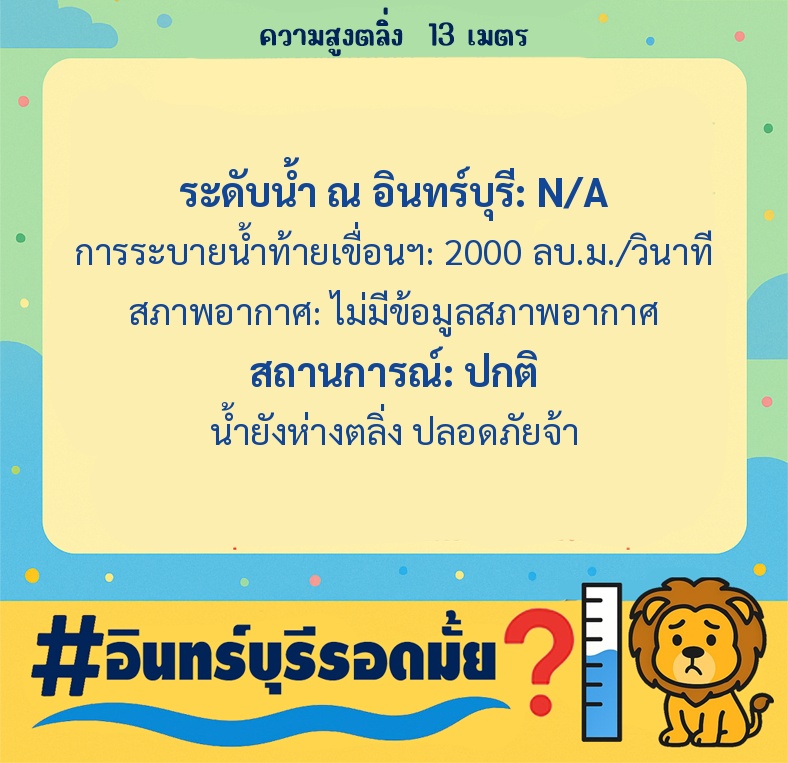 ความสูงตลิ่ง 13 เมตร
ระดับน้ำ ณ อินทร์บุรี: N/A
การระบายน้ำท้ายเขื่อนฯ: 2000 ลบ.ม./วินาที
สภาพอากาศ: ไม่มีข้อมูลสภาพอากาศ
สถานการณ์: ปกติ
น้ำยังห่างตลิ่ง ปลอดภัยจ้า
#อินทร์บุรีรอดมั้ย?